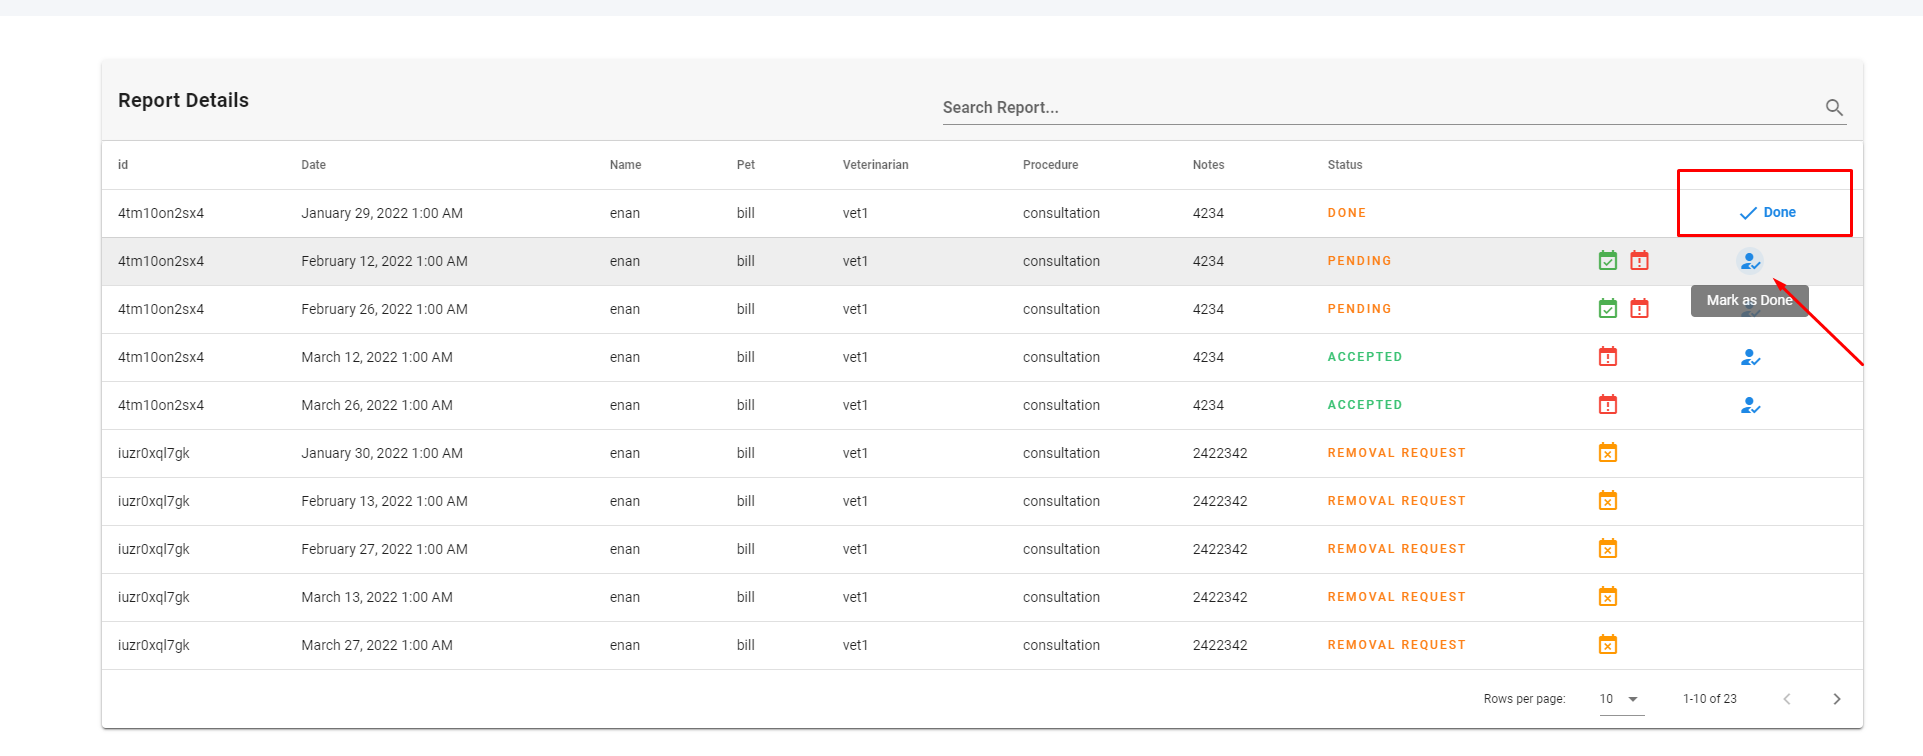 Report Details
Search Report...
id Date Name Pet Veterinarian Procedure Notes Status
4tm10on2sx4 January 29, 2022 1:00 AM enan bill vet1 consultation 4234 DONE Done
4tm10on2sx4 February 12, 2022 1:00 AM enan bill vet1 consultation 4234 PENDING
Mark as Done
4tm10on2sx4 February 26, 2022 1:00 AM enan bill vet1 consultation 4234 PENDING
4tm10on2sx4 March 12, 2022 1:00 AM enan bill vet1 consultation 4234 ACCEPTED
4tm10on2sx4 March 26, 2022 1:00 AM enan bill vet1 consultation 4234 ACCEPTED
iuzr0xql7gk January 30, 2022 1:00 AM enan bill vet1 consultation 2422342 REMOVAL REQUEST
iuzr0xql7gk February 13, 2022 1:00 AM enan bill vet1 consultation 2422342 REMOVAL REQUEST
iuzr0xql7gk February 27, 2022 1:00 AM enan bill vet1 consultation 2422342 REMOVAL REQUEST
iuzr0xql7gk March 13, 2022 1:00 AM enan bill vet1 consultation 2422342 REMOVAL REQUEST
iuzr0xql7gk March 27, 2022 1:00 AM enan bill vet1 consultation 2422342 REMOVAL REQUEST
Rows per page: 10 1-10 of 23